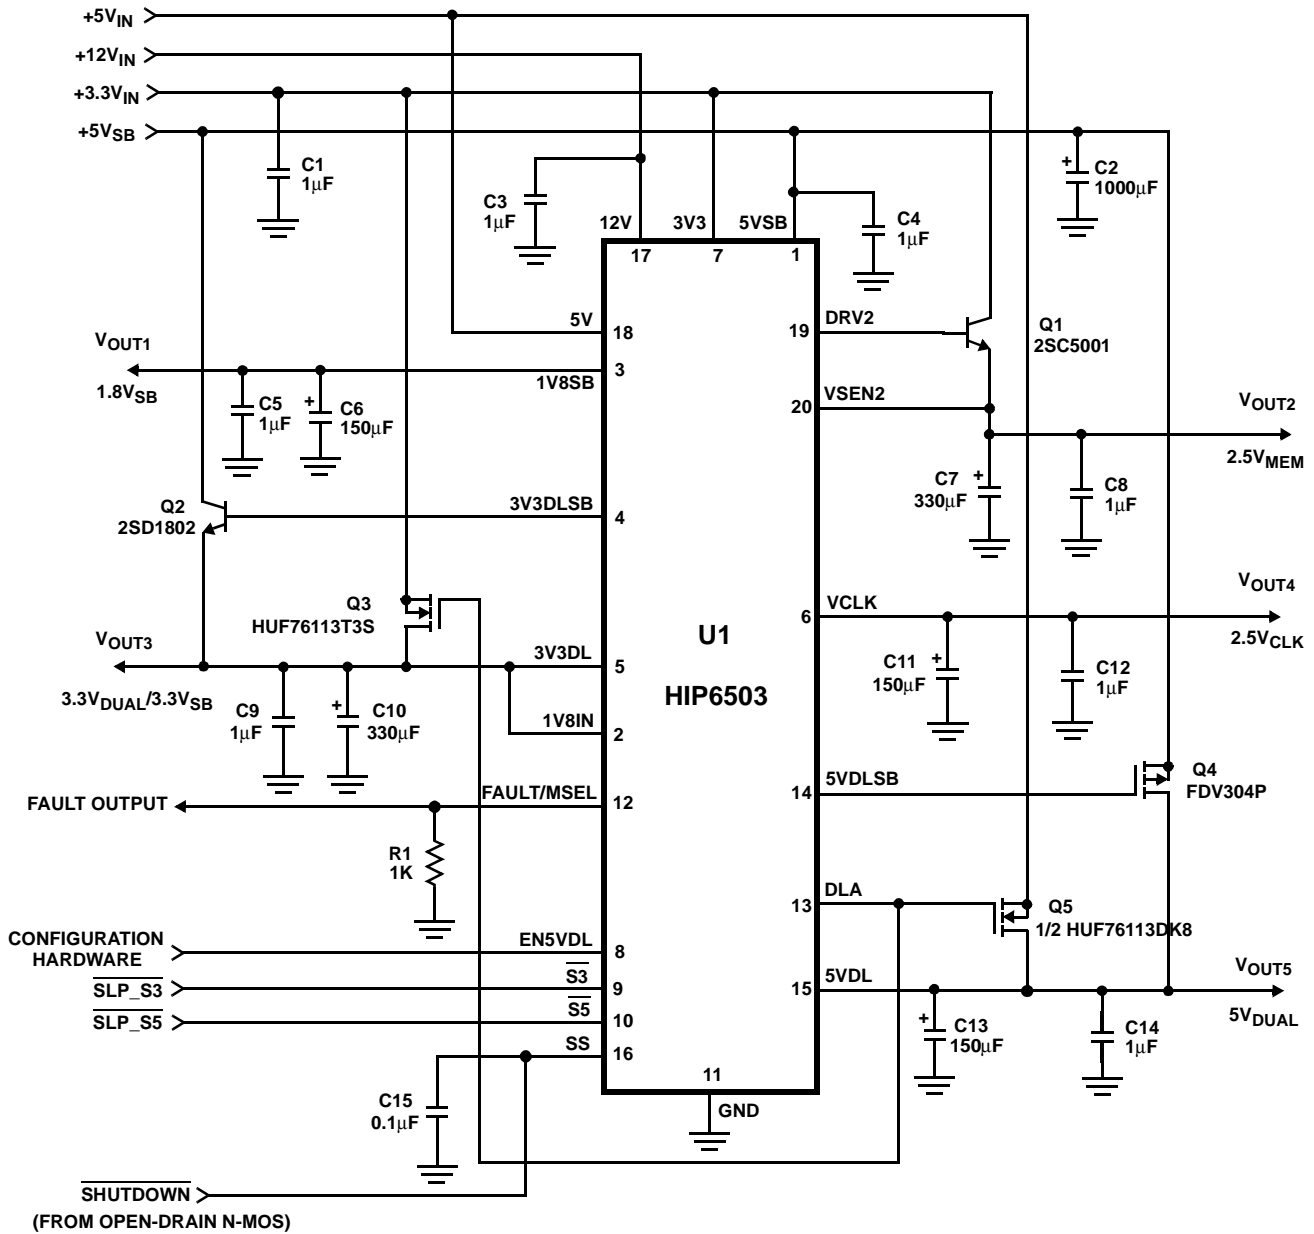 +5VIN
+12VIN
+3.3VIN
+5VSB
C1
1µF
C3
1µF
C2
1000µF
C4
1µF
12V
3V3
5VSB
17
7
1
5V
18
DRV2
19
Q1
2SC5001
VOUT1
1.8VSB
1V8SB
3
C5
1µF
C6
150µF
VSEN2
20
VOUT2
2.5VMEM
C7
330µF
C8
1µF
Q2
2SD1802
3V3DLSB
4
Q3
HUF76113T3S
VCLK
6
VOUT4
2.5VCLK
U1
HIP6503
VOUT3
3.3VDUAL/3.3VSB
3V3DL
5
C11
150µF
C12
1µF
C9
1µF
C10
330µF
1V8IN
2
5VDLSB
14
Q4
FDV304P
FAULT OUTPUT
FAULT/MSEL
12
R1
1K
DLA
13
Q5
1/2 HUF76113DK8
CONFIGURATION
HARDWARE
EN5VDL
8
SLP_S3
S3
9
SLP_S5
S5
10
SS
16
5VDL
15
VOUT5
5VDUAL
C13
150µF
C14
1µF
C15
0.1µF
11
GND
SHUTDOWN
(FROM OPEN-DRAIN N-MOS)